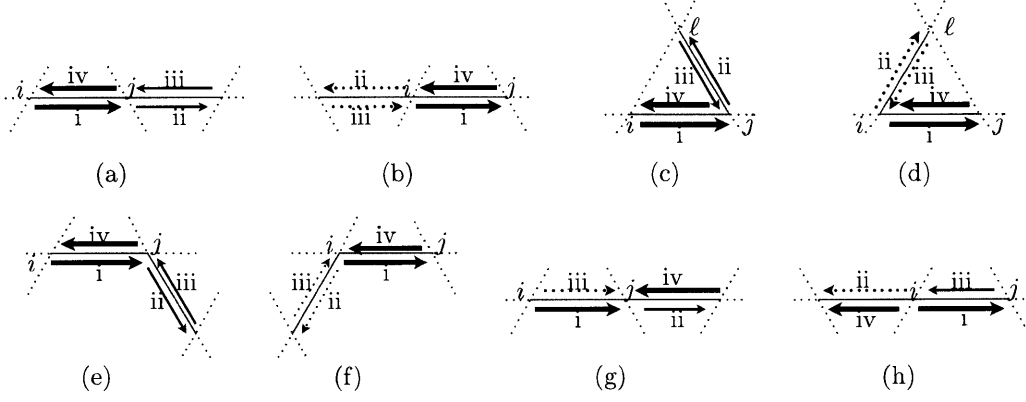 i iv j iii
i ii
(a)
ii i iv j
iii i
(b)
ℓ
iii ii
iv
i i j
(c)
ℓ
ii iii
iv
i i j
(d)
iv j
i i iii
ii
(e)
i iv j
iii i
ii
(f)
i iii j iv
i ii
(g)
ii i iii j
iv i
(h)